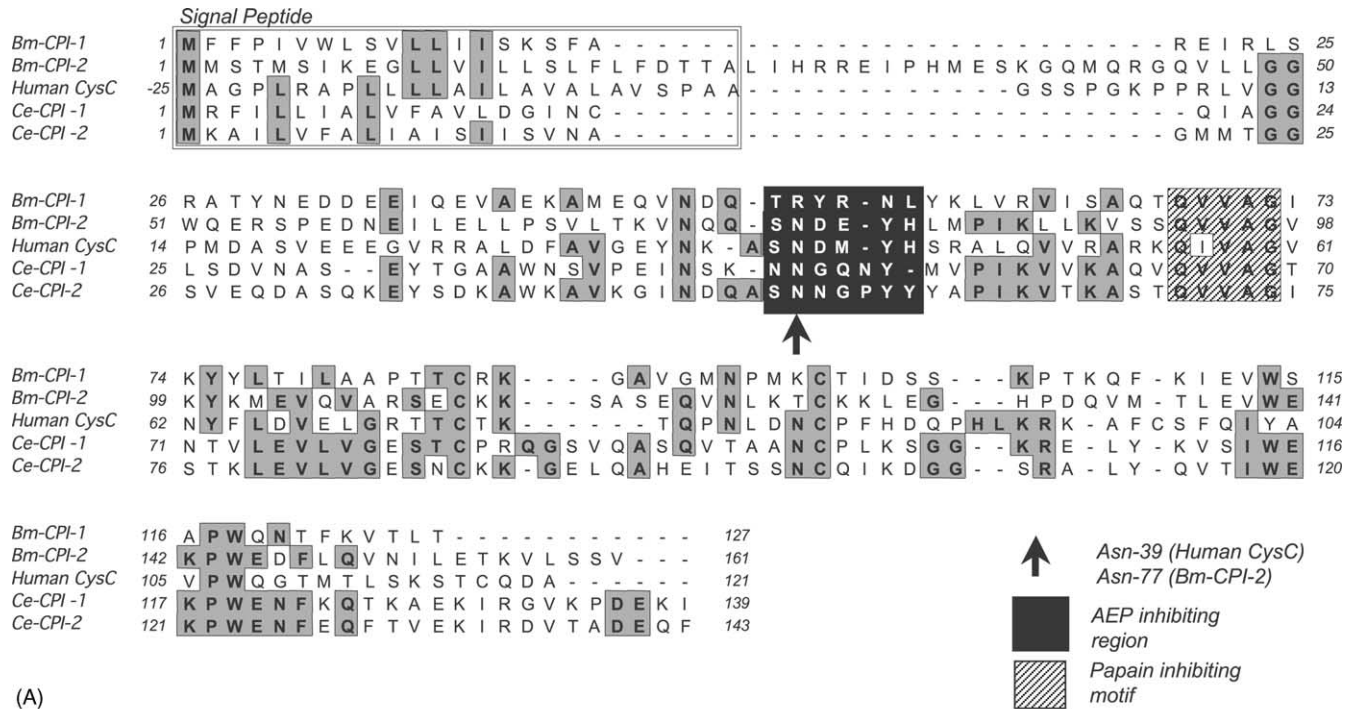 Signal Peptide
Bm-CPI-1 1 M F F P I V W L S V L L I I S K S F A - - - - - - - - - - - - - - - - - - - - - - - - - R E I R L S 25
Bm-CPI-2 1 M M S T M S I K E G L L V I L L S L F L F D T T A L I H R R E I P H M E S K G Q M Q R G Q V L L G G 50
Human CysC -25 M A G P L R A P L L L L A I L A V A L A V S P A A - - - - - - - - - - - - G S S P G K P P R L V G G 13
Ce-CPI -1 1 M R F I L L I A L V F A V L D G I N C - - - - - - - - - - - - - - - - - - - - - - - - - - Q I A G G 24
Ce-CPI -2 1 M K A I L V F A L I A I S I I S V N A - - - - - - - - - - - - - - - - - - - - - - - - - G M M T G G 25
Bm-CPI-1 26 R A T Y N E D D E E I Q E V A E K A M E Q V N D Q - T R Y R - N L Y K L V R V I S A Q T Q V V A G I 73
Bm-CPI-2 51 W Q E R S P E D N E I L E L L P S V L T K V N Q Q - S N D E - Y H L M P I K L L K V S S Q V V A G V 98
Human CysC 14 P M D A S V E E E G V R R A L D F A V G E Y N K - A S N D M - Y H S R A L Q V V R A R K Q I V A G V 61
Ce-CPI -1 25 L S D V N A S - - E Y T G A A W N S V P E I N S K - N N G Q N Y - M V P I K V V K A Q V Q V V A G T 70
Ce-CPI-2 26 S V E Q D A S Q K E Y S D K A W K A V K G I N D Q A S N N G P Y Y Y A P I K V T K A S T Q V V A G I 75
Bm-CPI-1 74 K Y Y L T I L A A P T T C R K - - - - G A V G M N P M K C T I D S S - - - K P T K Q F - K I E V W S 115
Bm-CPI-2 99 K Y K M E V Q V A R S E C K K - - - - S A S E Q V N L K T C K K L E G - - - H P D Q V M - T L E V W E 141
Human CysC 62 N Y F L D V E L G R T T C T K - - - - - - T Q P N L D N C P F H D Q P H L K R K - A F C S F Q I Y A 104
Ce-CPI -1 71 N T V L E V L V G E S T C P R Q G S V Q A S Q V T A A N C P L K S G G - - K R E - L Y - K V S I W E 116
Ce-CPI-2 76 S T K L E V L V G E S N C K K - G E L Q A H E I T S S N C Q I K D G G - - S R A - L Y - Q V T I W E 120
Bm-CPI-1 116 A P W Q N T F K V T L T - - - - - - - - - - - 127
Bm-CPI-2 142 K P W E D F L Q V N I L E T K V L S S V - - - 161
Human CysC 105 V P W Q G T M T L S K S T C Q D A - - - - - - 121
Ce-CPI -1 117 K P W E N F K Q T K A E K I R G V K P D E K I 139
Ce-CPI-2 121 K P W E N F E Q F T V E K I R D V T A D E Q F 143
Asn-39 (Human CysC)
Asn-77 (Bm-CPI-2)
AEP inhibiting
region
Papain inhibiting
motif
(A)